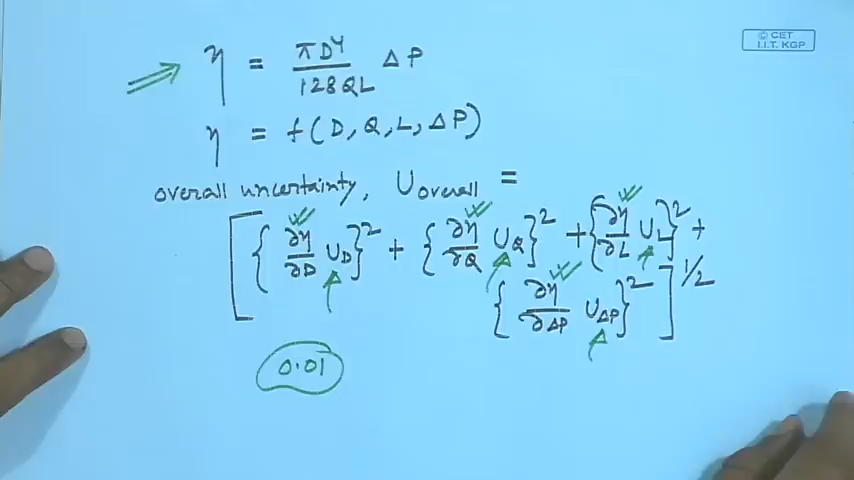 © CET
I.I.T. KGP
η = πD⁴/128QL ΔP
η = f(D, Q, L, ΔP)
overall uncertainty, U overall =
[{∂η/∂D U_D}² + {∂η/∂Q U_Q}² + {∂η/∂L U_L}² +
{∂η/∂ΔP U_ΔP}²]^1/2
0.01